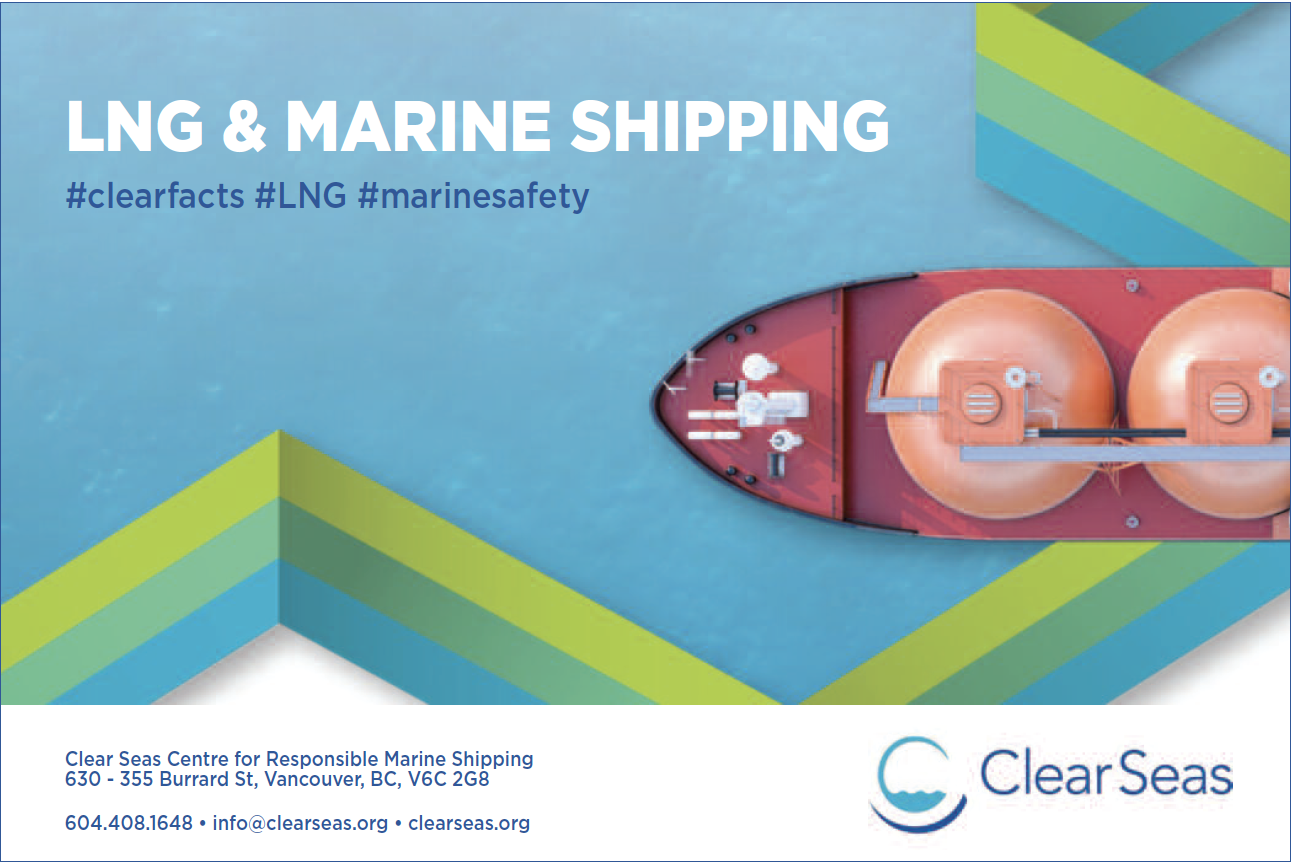 LNG & MARINE SHIPPING
#clearfacts #LNG #marinesafety
Clear Seas Centre for Responsible Marine Shipping
630 - 355 Burrard St, Vancouver, BC, V6C 2G8
604.408.1648 • info@clearseas.org • clearseas.org
Clear Seas